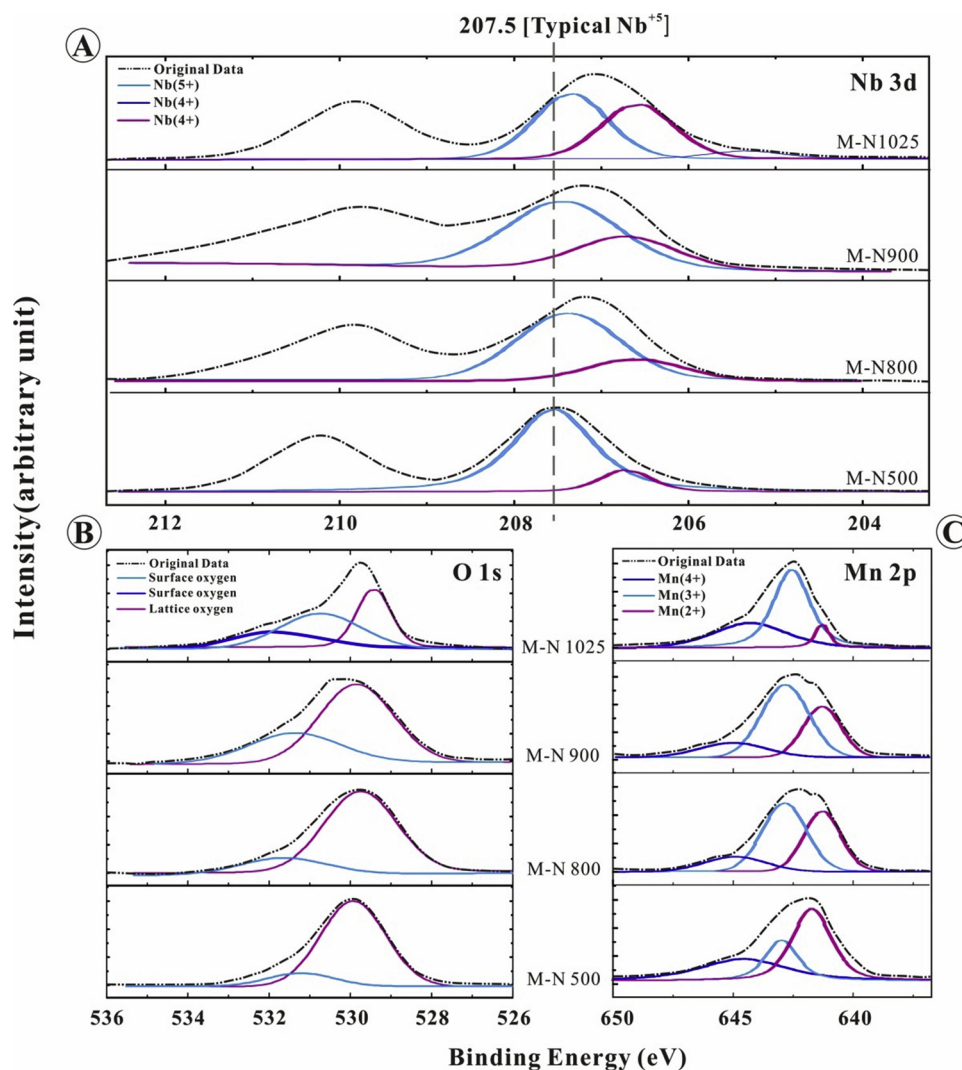 207.5 [Typical Nb+5]
A
Original Data
Nb(5+)
Nb(4+)
Nb(4+)
Nb 3d
M-N1025
M-N900
M-N800
M-N500
212 210 208 206 204
Intensity(arbitrary unit)
B
Original Data
Surface oxygen
Surface oxygen
Lattice oxygen
O 1s
C
Original Data
Mn(4+)
Mn(3+)
Mn(2+)
Mn 2p
M-N 1025
M-N 900
M-N 800
M-N 500
536 534 532 530 528 526
650 645 640
Binding Energy (eV)